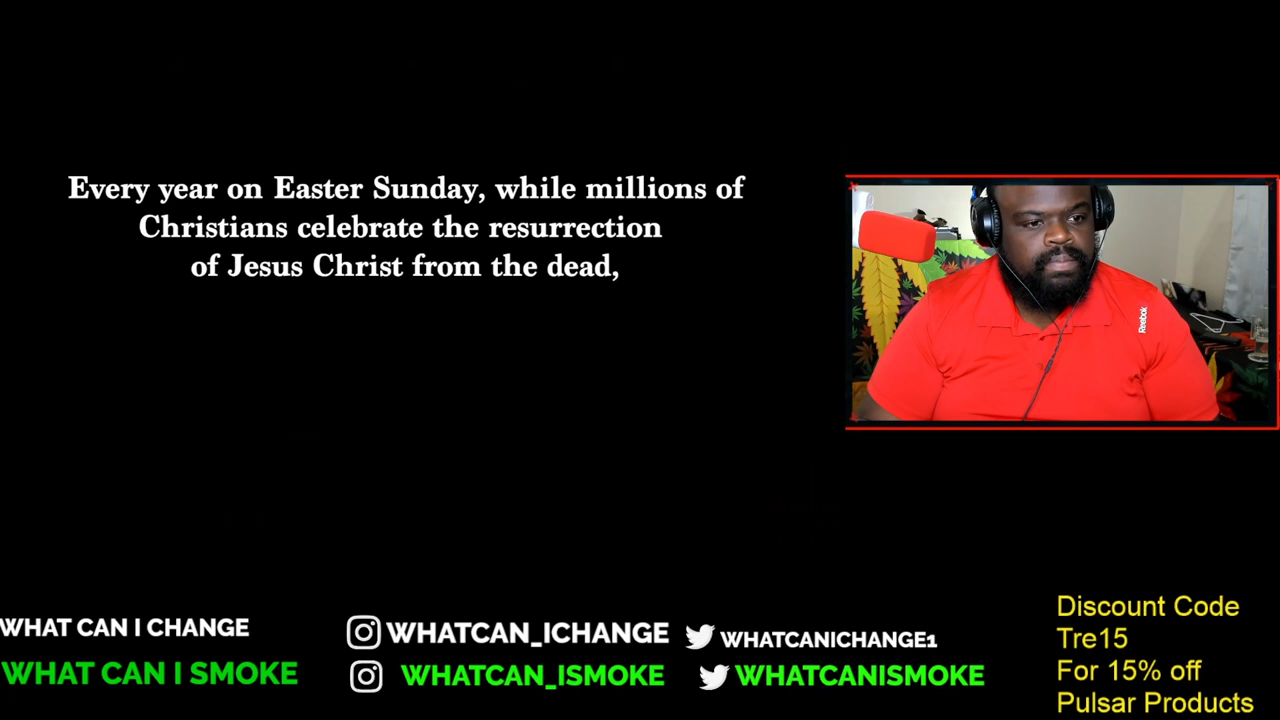 Every year on Easter Sunday, while millions of
Christians celebrate the resurrection
of Jesus Christ from the dead,
Reebok
WHAT CAN I CHANGE
WHATCAN_ICHANGE
WHATCANICHANGE1
WHAT CAN I SMOKE
WHATCAN_ISMOKE
WHATCANISMOKE
Discount Code
Tre15
For 15% off
Pulsar Products